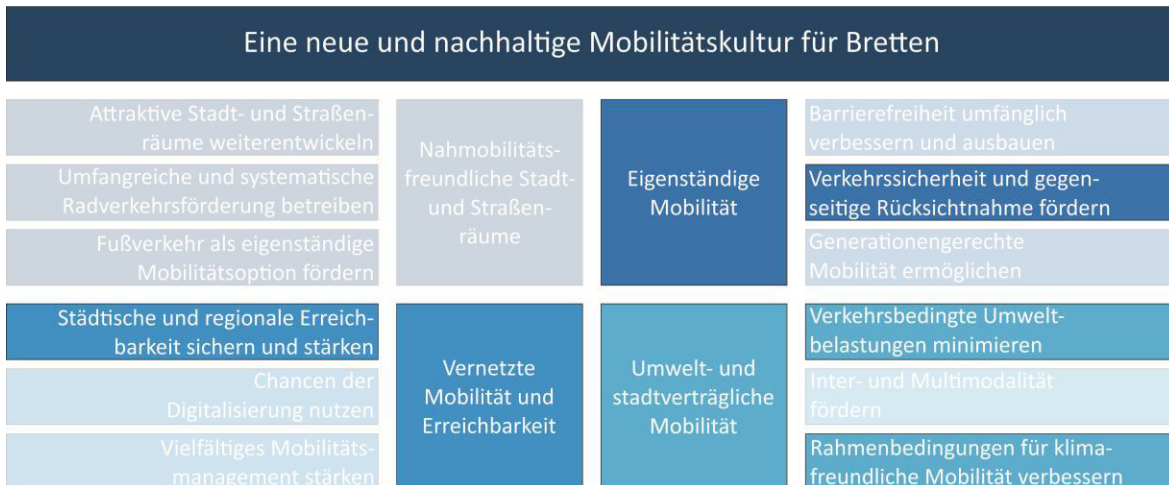 Eine neue und nachhaltige Mobilitätskultur für Bretten
Attraktive Stadt- und Straßen-
räume weiterentwickeln
Umfangreiche und systematische
Radverkehrsförderung betreiben
Fußverkehr als eigenständige
Mobilitätsoption fördern
Nahmobilitäts-
freundliche Stadt-
und Straßen-
räume
Eigenständige
Mobilität
Barrierefreiheit umfänglich
verbessern und ausbauen
Verkehrssicherheit und gegen-
seitige Rücksichtnahme fördern
Generationengerechte
Mobilität ermöglichen
Städtische und regionale Erreich-
barkeit sichern und stärken
Chancen der
Digitalisierung nutzen
Vielfältiges Mobilitäts-
management stärken
Vernetzte
Mobilität und
Erreichbarkeit
Umwelt- und
stadtverträgliche
Mobilität
Verkehrsbedingte Umwelt-
belastungen minimieren
Inter- und Multimodalität
fördern
Rahmenbedingungen für klima-
freundliche Mobilität verbessern